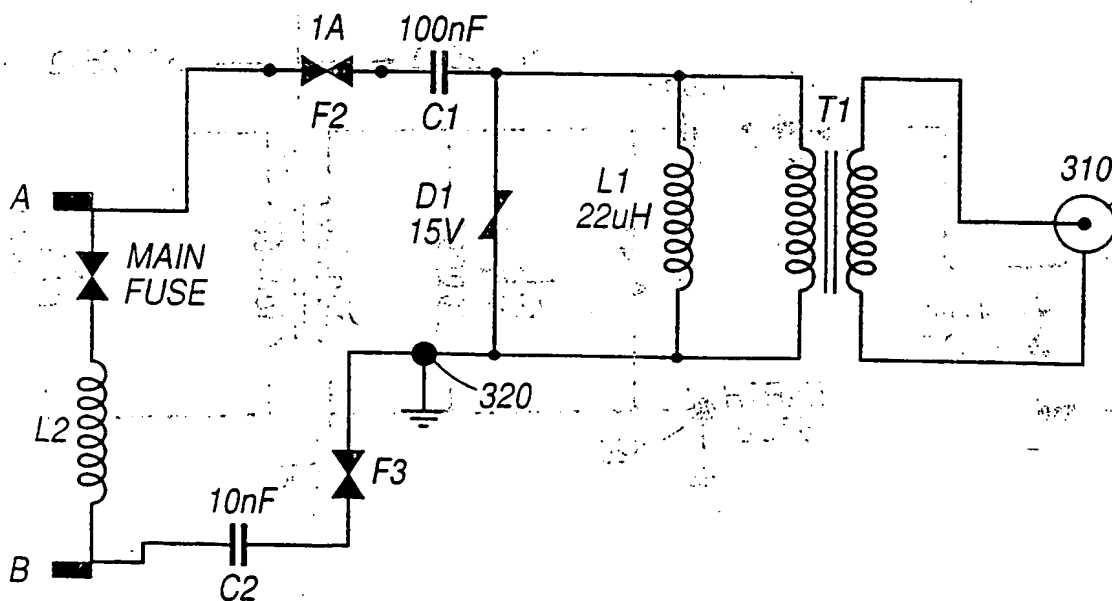 1A
100nF
F2
C1
T1
310
A
D1
15V
L1
22uH
MAIN
FUSE
320
L2
F3
10nF
B
C2